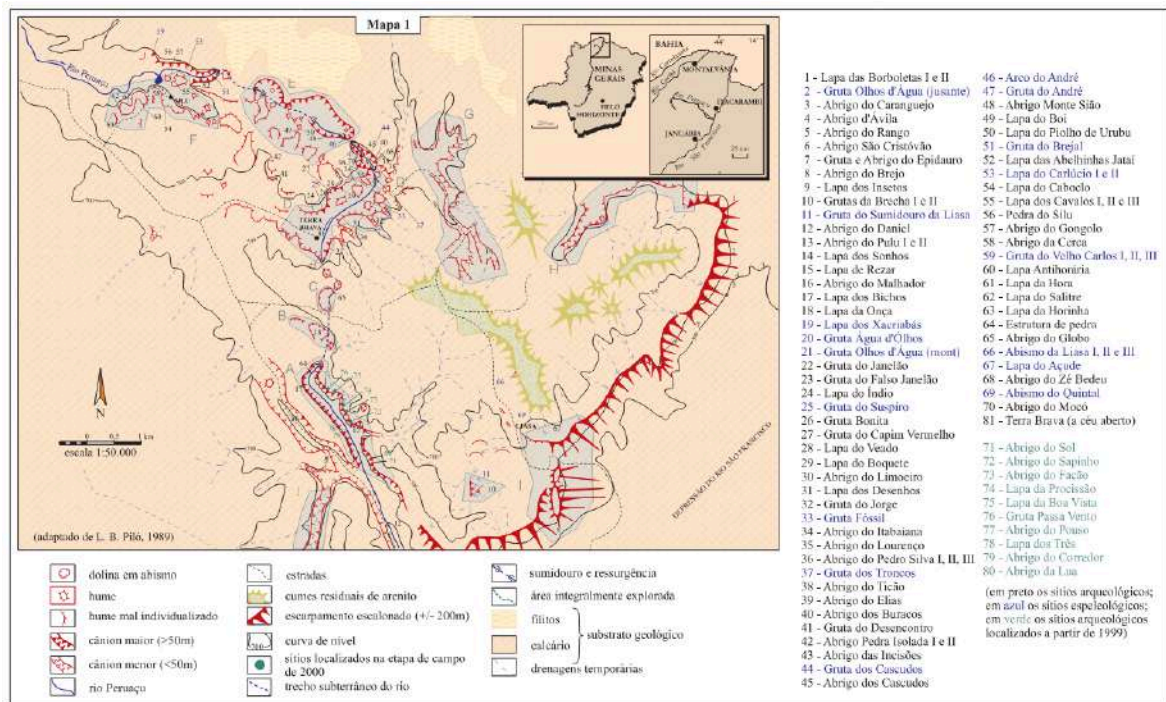 Mapa 1
Rio Peruaçu
MINAS
GERAIS
BELO
HORIZONTE
BAHIA
44°
14°
MONTALVÂNIA
ITACARAMBI
JANUÁRIA
25 km
F
G
TERRA
BRAVA
H
C
B
A
N
LIASA
I
DEPRESSÃO DO RIO SÃO FRANCISCO
0 0,5 1 km
escala 1:50.000
(adaptado de L. B. Piló, 1989)
dolina em abismo
hume
hume mal individualizado
cânion maior (>50m)
cânion menor (<50m)
rio Peruaçu
estradas
cumes residuais de arenito
escarpamento escalonado (+/- 200m)
curva de nível
sítios localizados na etapa de campo
de 2000
trecho subterrâneo do rio
sumidouro e ressurgência
área integralmente explorada
filitos
calcário
substrato geológico
drenagens temporárias
1 - Lapa das Borboletas I e II
2 - Gruta Olhos d'Água (jusante)
3 - Abrigo do Caranguejo
4 - Abrigo d'Ávila
5 - Abrigo do Rango
6 - Abrigo São Cristóvão
7 - Gruta e Abrigo do Epidauro
8 - Abrigo do Brejo
9 - Lapa dos Insetos
10 - Grutas da Brecha I e II
11 - Gruta do Sumidouro da Liasa
12 - Abrigo do Daniel
13 - Abrigo do Pulu I e II
14 - Lapa dos Sonhos
15 - Lapa de Rezar
16 - Abrigo do Malhador
17 - Lapa dos Bichos
18 - Lapa da Onça
19 - Lapa dos Xacriabás
20 - Gruta Água d'Ólhos
21 - Gruta Olhos d'Água (mont)
22 - Gruta do Janelão
23 - Gruta do Falso Janelão
24 - Lapa do Índio
25 - Gruta do Suspiro
26 - Gruta Bonita
27 - Gruta do Capim Vermelho
28 - Lapa do Veado
29 - Lapa do Boquete
30 - Abrigo do Limoeiro
31 - Lapa dos Desenhos
32 - Gruta do Jorge
33 - Gruta Fóssil
34 - Abrigo do Itabaiana
35 - Abrigo do Lourenço
36 - Abrigo do Pedro Silva I, II, III
37 - Gruta dos Troncos
38 - Abrigo do Tição
39 - Abrigo do Elias
40 - Abrigo dos Buracos
41 - Gruta do Desencontro
42 - Abrigo Pedra Isolada I e II
43 - Abrigo das Incisões
44 - Gruta dos Cascudos
45 - Abrigo dos Cascudos
46 - Arco do André
47 - Gruta do André
48 - Abrigo Monte Sião
49 - Lapa do Boi
50 - Lapa do Piolho de Urubu
51 - Gruta do Brejal
52 - Lapa das Abelhinhas Jataí
53 - Lapa do Carlúcio I e II
54 - Lapa do Caboclo
55 - Lapa dos Cavalos I, II e III
56 - Pedra do Silu
57 - Abrigo do Gongolo
58 - Abrigo da Cerca
59 - Gruta do Velho Carlos I, II, III
60 - Lapa Antihorária
61 - Lapa da Hora
62 - Lapa do Salitre
63 - Lapa da Horinha
64 - Estrutura de pedra
65 - Abrigo do Globo
66 - Abismo da Liasa I, II e III
67 - Lapa do Açude
68 - Abrigo do Zé Bedeu
69 - Abismo do Quintal
70 - Abrigo do Mocó
81 - Terra Brava (a céu aberto)
71 - Abrigo do Sol
72 - Abrigo do Sapinho
73 - Abrigo do Facão
74 - Lapa da Procissão
75 - Lapa da Boa Vista
76 - Gruta Passa Vento
77 - Abrigo do Pouso
78 - Lapa dos Três
79 - Abrigo do Corredor
80 - Abrigo da Lua
(em preto os sítios arqueológicos;
em azul os sítios espeleológicos;
em verde os sítios arqueológicos
localizados a partir de 1999)